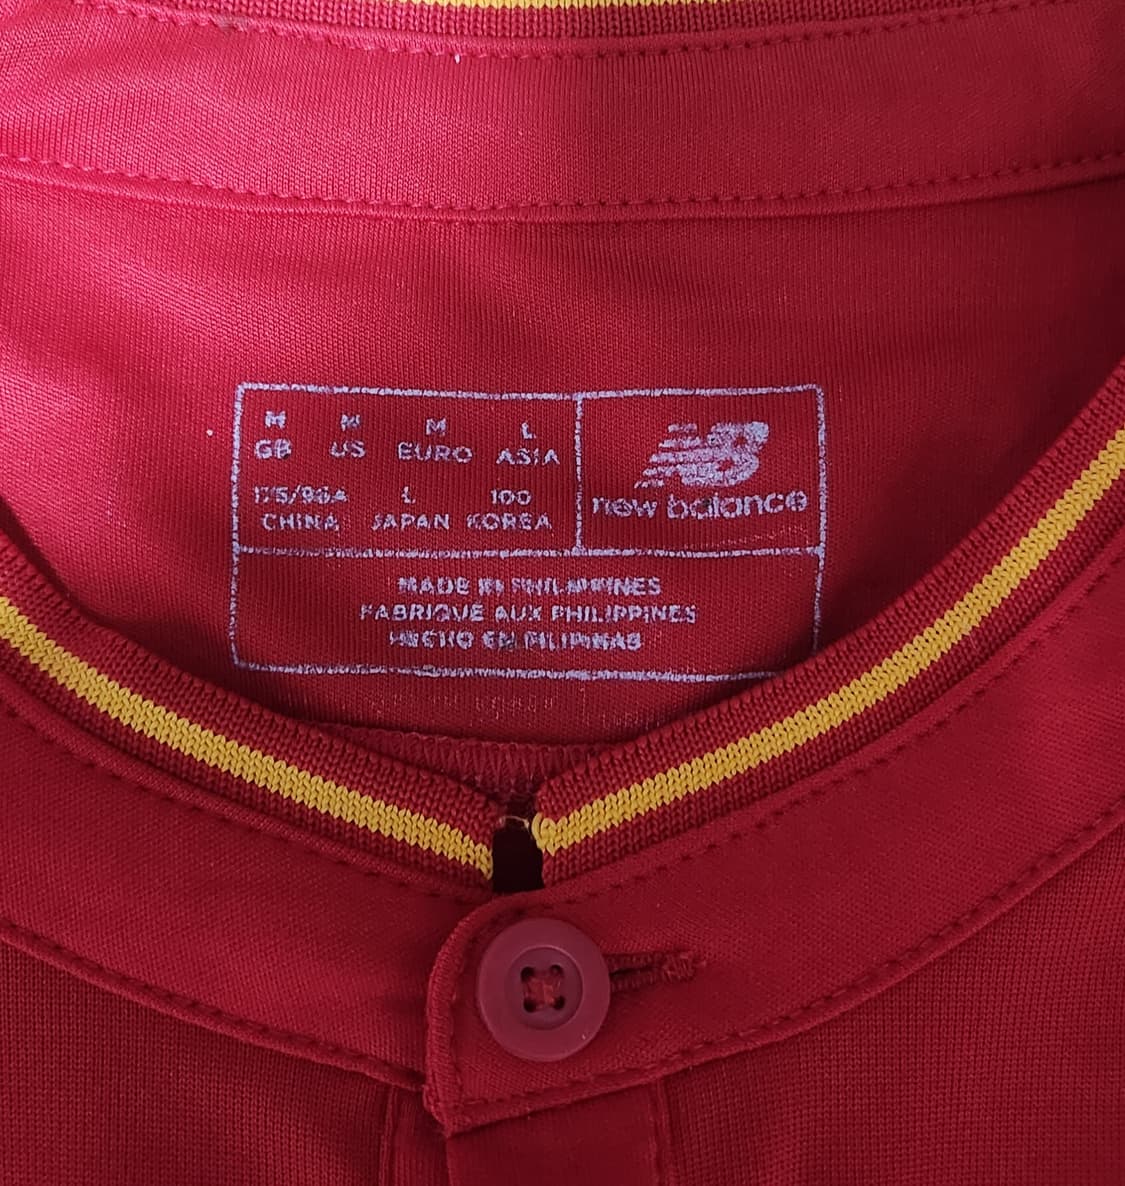 M M M L
GB US EURO ASIA
175/96A L 100
CHINA JAPAN KOREA
NB
new balance
MADE IN PHILIPPINES
FABRIQUE AUX PHILIPPINES
HECHO EN FILIPINAS